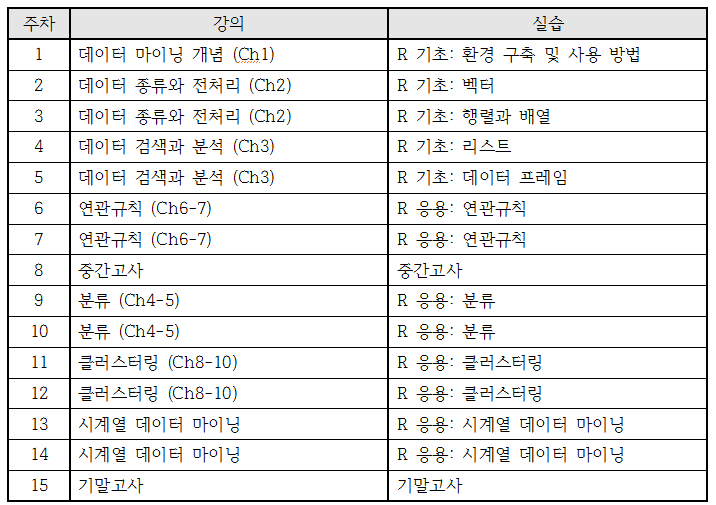 주차 강의 실습
1 데이터 마이닝 개념 (Ch1) R 기초: 환경 구축 및 사용 방법
2 데이터 종류와 전처리 (Ch2) R 기초: 벡터
3 데이터 종류와 전처리 (Ch2) R 기초: 행렬과 배열
4 데이터 검색과 분석 (Ch3) R 기초: 리스트
5 데이터 검색과 분석 (Ch3) R 기초: 데이터 프레임
6 연관규칙 (Ch6-7) R 응용: 연관규칙
7 연관규칙 (Ch6-7) R 응용: 연관규칙
8 중간고사 중간고사
9 분류 (Ch4-5) R 응용: 분류
10 분류 (Ch4-5) R 응용: 분류
11 클러스터링 (Ch8-10) R 응용: 클러스터링
12 클러스터링 (Ch8-10) R 응용: 클러스터링
13 시계열 데이터 마이닝 R 응용: 시계열 데이터 마이닝
14 시계열 데이터 마이닝 R 응용: 시계열 데이터 마이닝
15 기말고사 기말고사